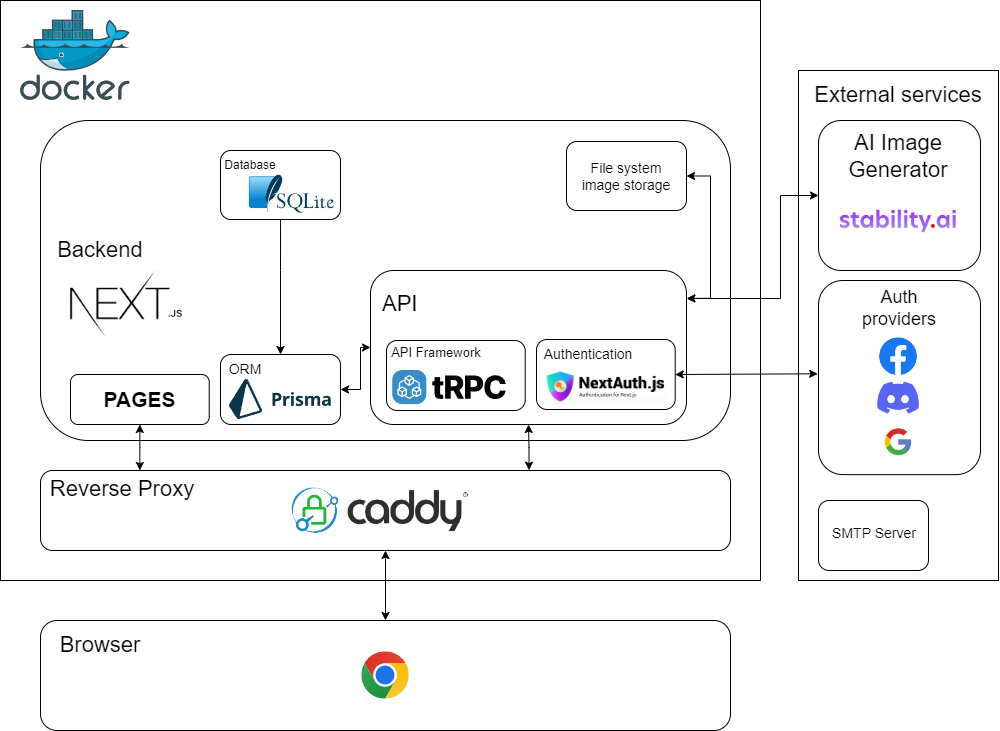 docker
External services
AI Image
Generator
stability.ai
Database
SQLite
File system
image storage
Backend
NEXT.JS
API
Auth
providers
API Framework
tRPC
Authentication
NextAuth.js
Authentication for Next.js
ORM
Prisma
PAGES
Reverse Proxy
caddy
SMTP Server
Browser